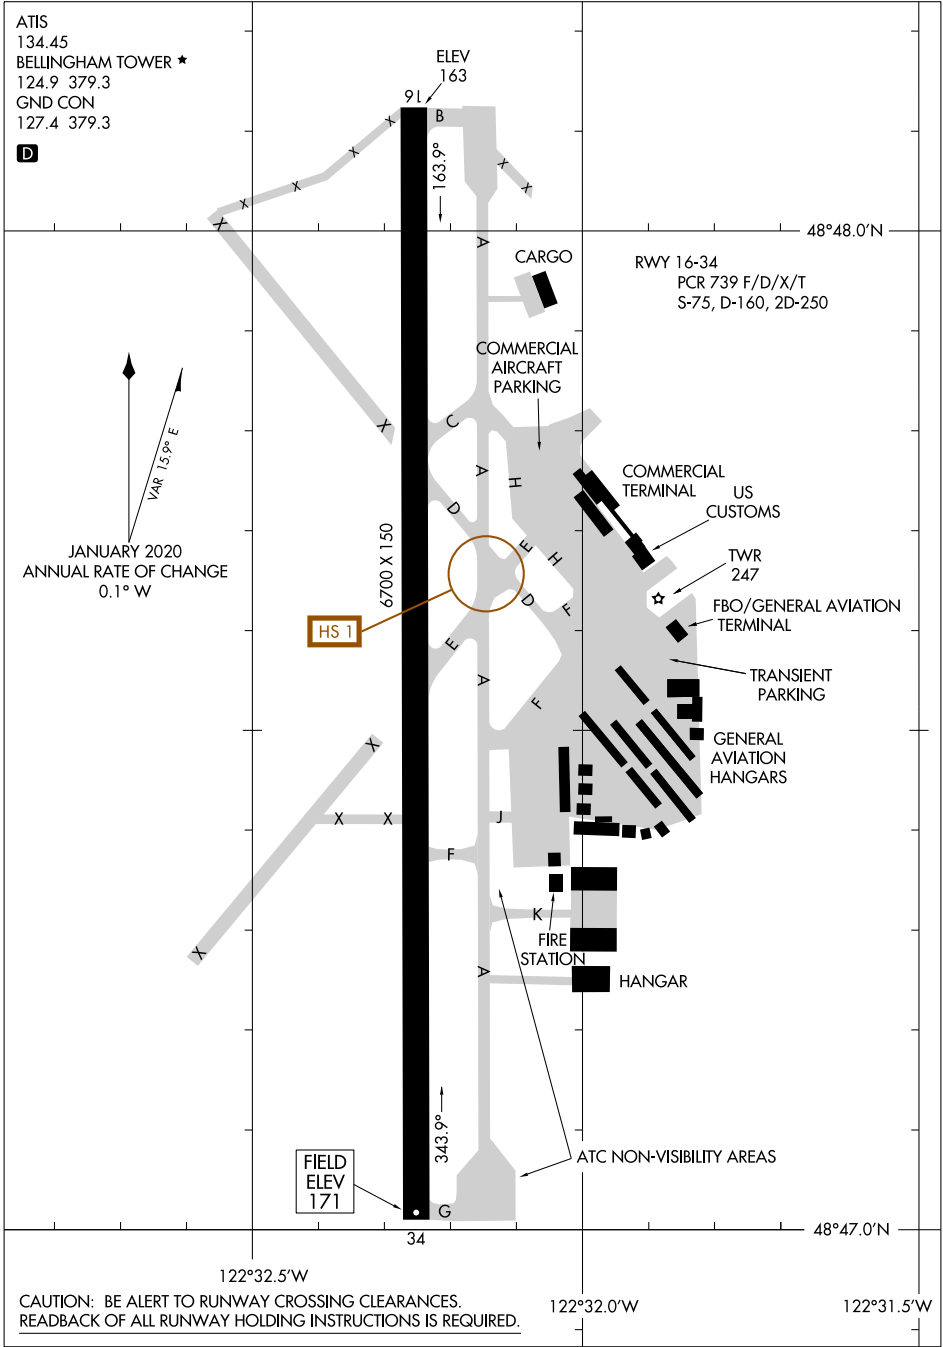 ATIS
134.45
BELLINGHAM TOWER ★
124.9 379.3
GND CON
127.4 379.3
D
ELEV
163
16
B
X
X
X
X
X
X
X
163.9°
A
48°48.0'N
CARGO
RWY 16-34
PCR 739 F/D/X/T
S-75, D-160, 2D-250
COMMERCIAL
AIRCRAFT
PARKING
VAR 15.9° E
JANUARY 2020
ANNUAL RATE OF CHANGE
0.1° W
X
C
A
H
D
COMMERCIAL
TERMINAL
US
CUSTOMS
6700 X 150
E
H
TWR
247
D
F
HS 1
FBO/GENERAL AVIATION
TERMINAL
E
A
F
TRANSIENT
PARKING
X
GENERAL
AVIATION
HANGARS
X
X
J
F
K
X
FIRE
STATION
A
HANGAR
343.9°
ATC NON-VISIBILITY AREAS
FIELD
ELEV
171
G
34
48°47.0'N
122°32.5'W
122°32.0'W
122°31.5'W
CAUTION: BE ALERT TO RUNWAY CROSSING CLEARANCES.
READBACK OF ALL RUNWAY HOLDING INSTRUCTIONS IS REQUIRED.